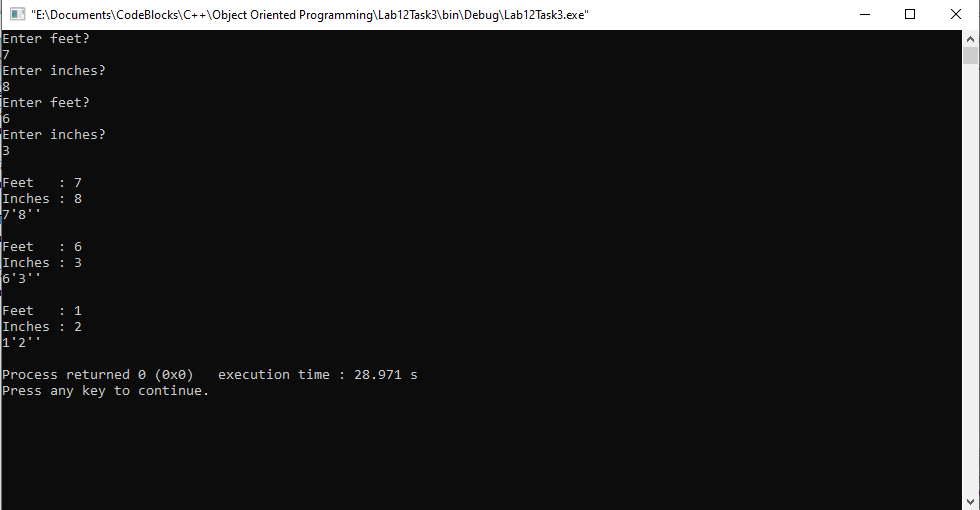 "E:\Documents\CodeBlocks\C++\Object Oriented Programming\Lab12Task3\bin\Debug\Lab12Task3.exe"
Enter feet?
7
Enter inches?
8
Enter feet?
6
Enter inches?
3
Feet   : 7
Inches : 8
7'8''
Feet   : 6
Inches : 3
6'3''
Feet   : 1
Inches : 2
1'2''
Process returned 0 (0x0)   execution time : 28.971 s
Press any key to continue.